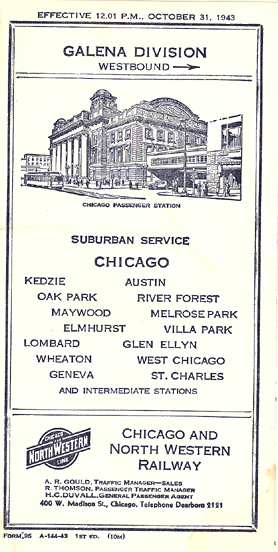 EFFECTIVE 12.01 P.M., OCTOBER 31, 1943
GALENA DIVISION
WESTBOUND
CHICAGO PASSENGER STATION
SUBURBAN SERVICE
CHICAGO
KEDZIE AUSTIN
OAK PARK RIVER FOREST
MAYWOOD MELROSE PARK
ELMHURST VILLA PARK
LOMBARD GLEN ELLYN
WHEATON WEST CHICAGO
GENEVA ST. CHARLES
AND INTERMEDIATE STATIONS
CHICAGO AND
NORTH WESTERN
RAILWAY
CHICAGO
NORTH WESTERN
LINE
A. R. GOULD, TRAFFIC MANAGER—SALES
R. THOMSON, PASSENGER TRAFFIC MANAGER
H.C. DUVALL, GENERAL PASSENGER AGENT
400 W. Madison St., Chicago. Telephone Dearborn 2121
FORM 95 A-144-43 1ST ED. (10M)